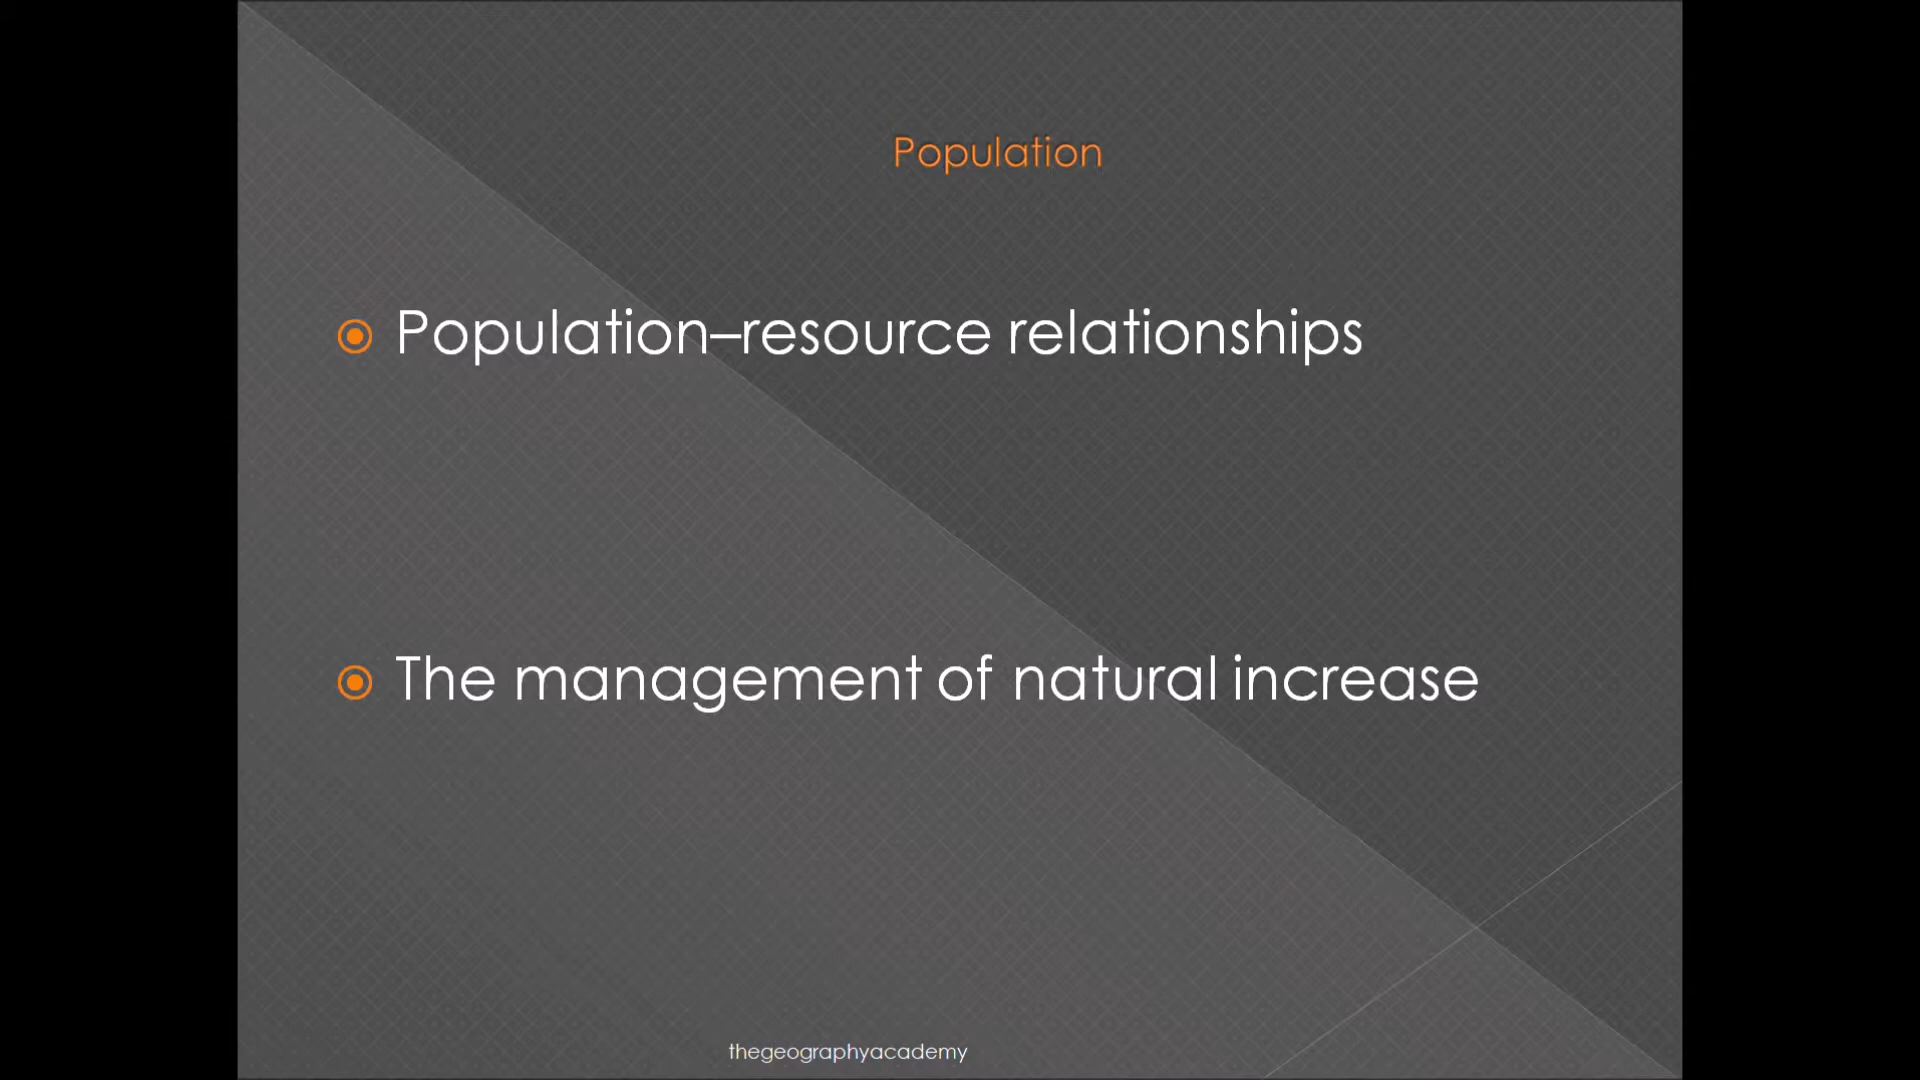 Population
Population–resource relationships
The management of natural increase
thegeographyacademy